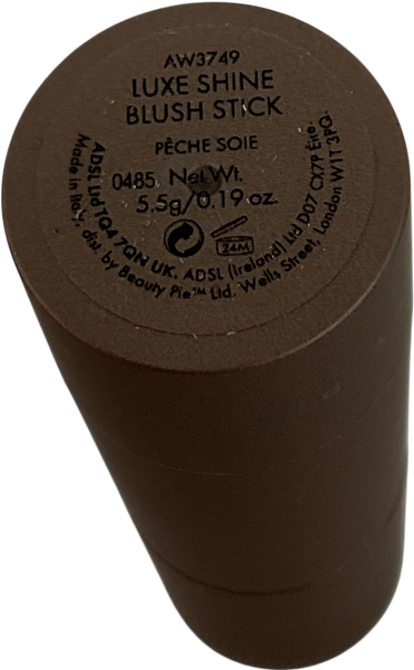 AW3749
LUXE SHINE
BLUSH STICK
PÊCHE SOIE
0485. Net Wt.
5.5g/0.19 oz.
24M
ADSL Ltd TQ4 7QN UK. ADSL (Ireland) Ltd D07 CX7P Éire.
Made in Italy, dist. by Beauty Pie™ Ltd. Wells Street, London W1T 3PQ.